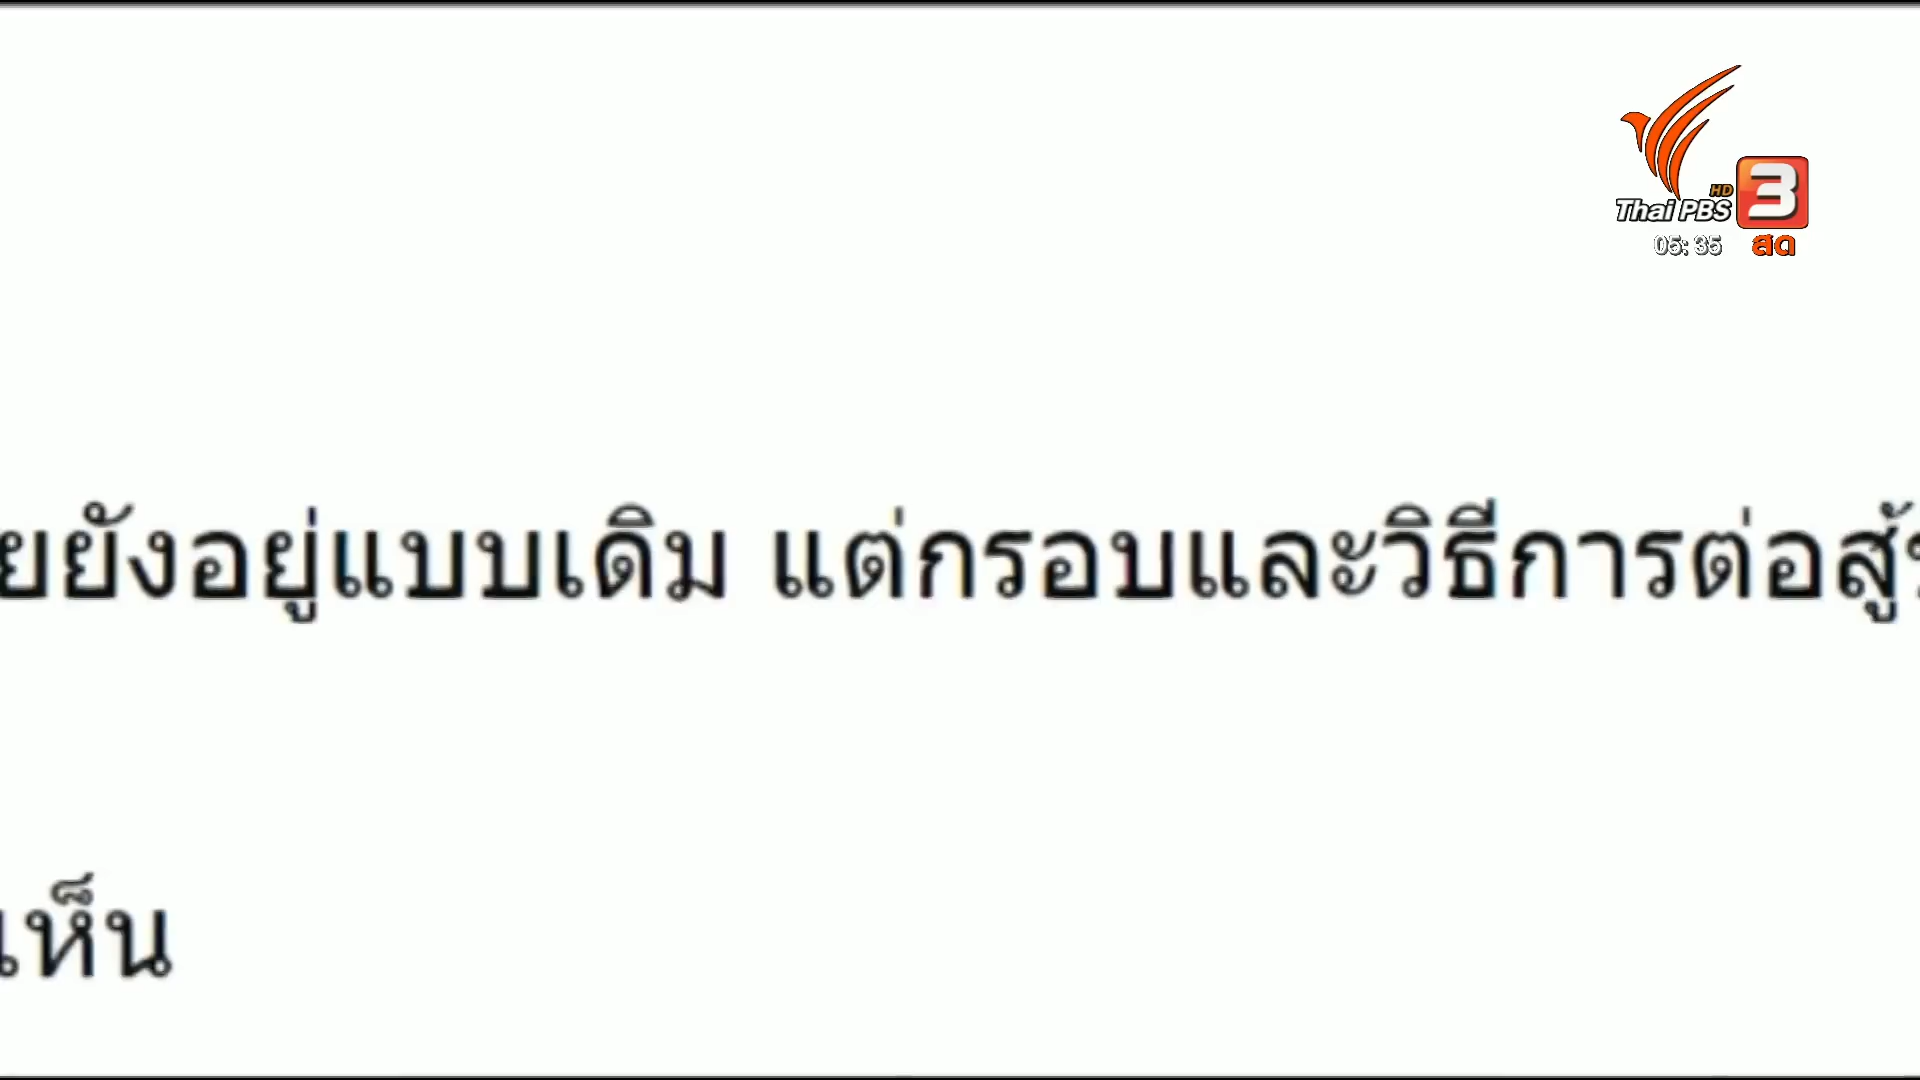 HD
Thai PBS 3
05:35 สด
ยังอยู่แบบเดิม แต่กรอบและวิธีการต่อสู้
เห็น